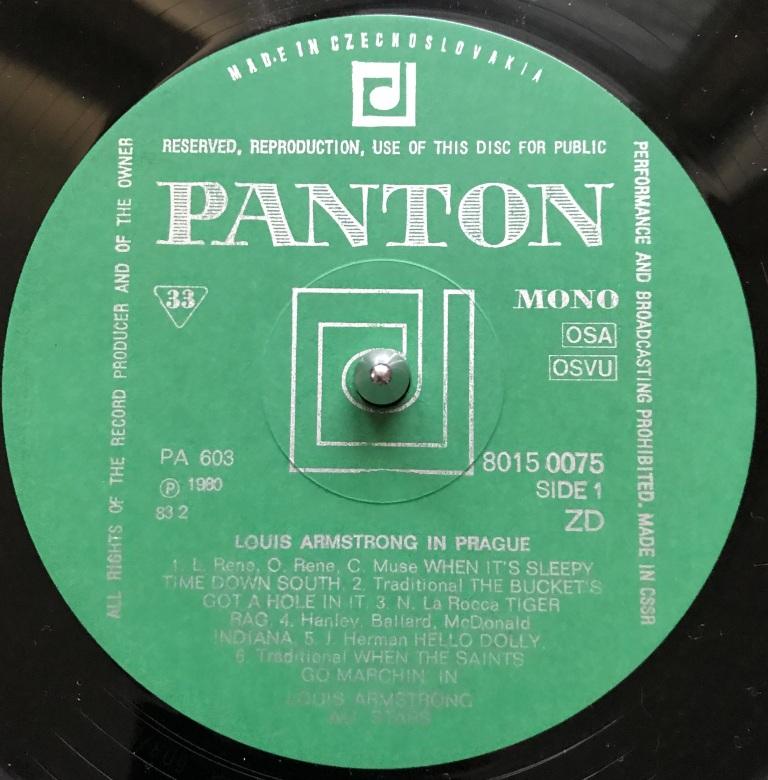 MADE IN CZECHOSLOVAKIA
RESERVED, REPRODUCTION, USE OF THIS DISC FOR PUBLIC
PERFORMANCE AND BROADCASTING PROHIBITED. MADE IN CSSR
ALL RIGHTS OF THE RECORD PRODUCER AND OF THE OWNER
PANTON
33
MONO
OSA
OSVU
PA 603
Ⓟ 1980
83 2
8015 0075
SIDE 1
ZD
LOUIS ARMSTRONG IN PRAGUE
1. L. Rene, O. Rene, C. Muse WHEN IT'S SLEEPY
TIME DOWN SOUTH. 2. Traditional THE BUCKET'S
GOT A HOLE IN IT. 3. N. La Rocca TIGER
RAG. 4. Hanley, Ballard, McDonald
INDIANA. 5. J. Herman HELLO DOLLY.
6. Traditional WHEN THE SAINTS
GO MARCHIN' IN
LOUIS ARMSTRONG
ALL STARS